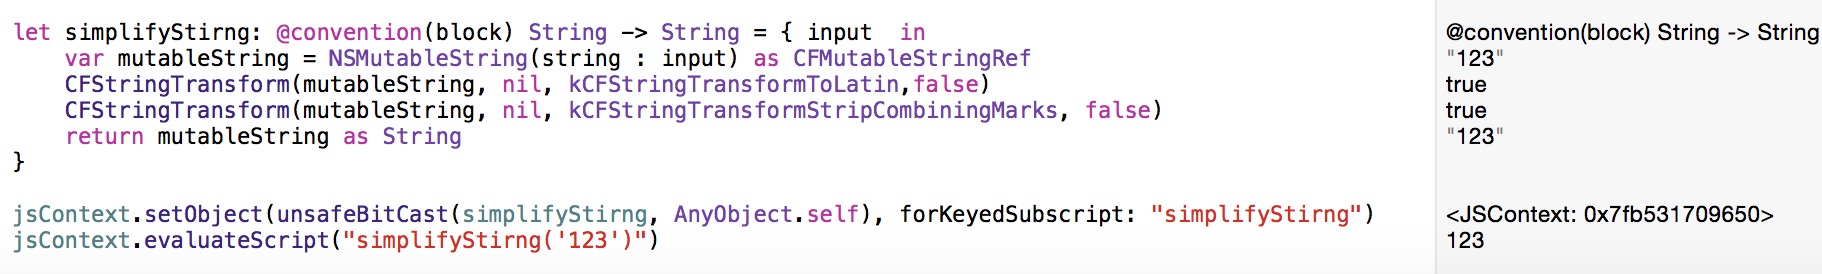 let simplifyStirng: @convention(block) String -> String = { input  in
    var mutableString = NSMutableString(string : input) as CFMutableStringRef
    CFStringTransform(mutableString, nil, kCFStringTransformToLatin,false)
    CFStringTransform(mutableString, nil, kCFStringTransformStripCombiningMarks, false)
    return mutableString as String
}
jsContext.setObject(unsafeBitCast(simplifyStirng, AnyObject.self), forKeyedSubscript: "simplifyStirng")
jsContext.evaluateScript("simplifyStirng('123')")
@convention(block) String -> String
"123"
true
true
"123"
<JSContext: 0x7fb531709650>
123